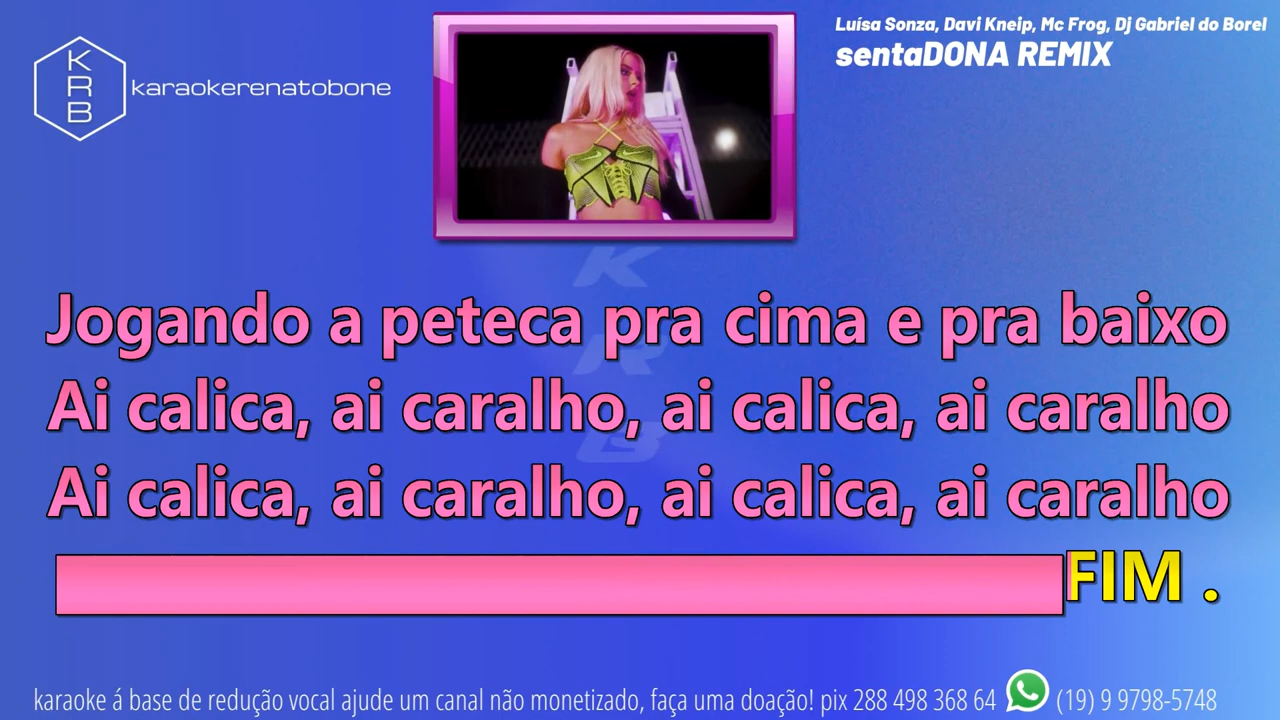 KRB
karaokerenatobone
Luísa Sonza, Davi Kneip, Mc Frog, Dj Gabriel do Borel
sentaDONA REMIX
KRB
Jogando a peteca pra cima e pra baixo
Ai calica, ai caralho, ai calica, ai caralho
Ai calica, ai caralho, ai calica, ai caralho
FIM .
karaoke á base de redução vocal ajude um canal não monetizado, faça uma doação! pix 288 498 368 64 (19) 9 9798-5748